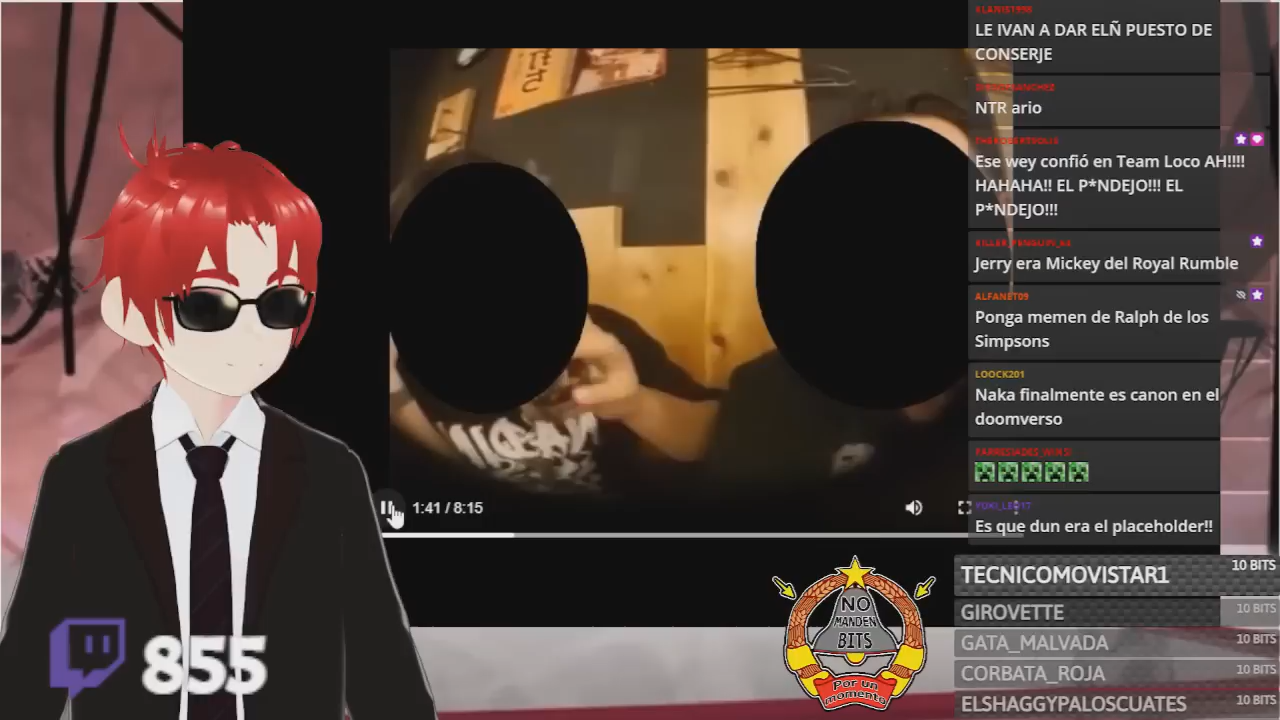 LE IVAN A DAR ELÑ PUESTO DE
CONSERJE
NTR ario
Ese wey confió en Team Loco AH!!!!
HAHAHA!! EL P*NDEJO!!! EL
P*NDEJO!!!
Jerry era Mickey del Royal Rumble
ALFANET09
Ponga memen de Ralph de los
Simpsons
LOOCK201
Naka finalmente es canon en el
doomverso
Es que dun era el placeholder!!
1:41 / 8:15
NO
MANDEN
BITS
Por un
momento
TECNICOMOVISTAR1 10 BITS
GIROVETTE 10 BITS
GATA_MALVADA 10 BITS
CORBATA_ROJA 10 BITS
ELSHAGGYPALOSCUATES 10 BITS
855